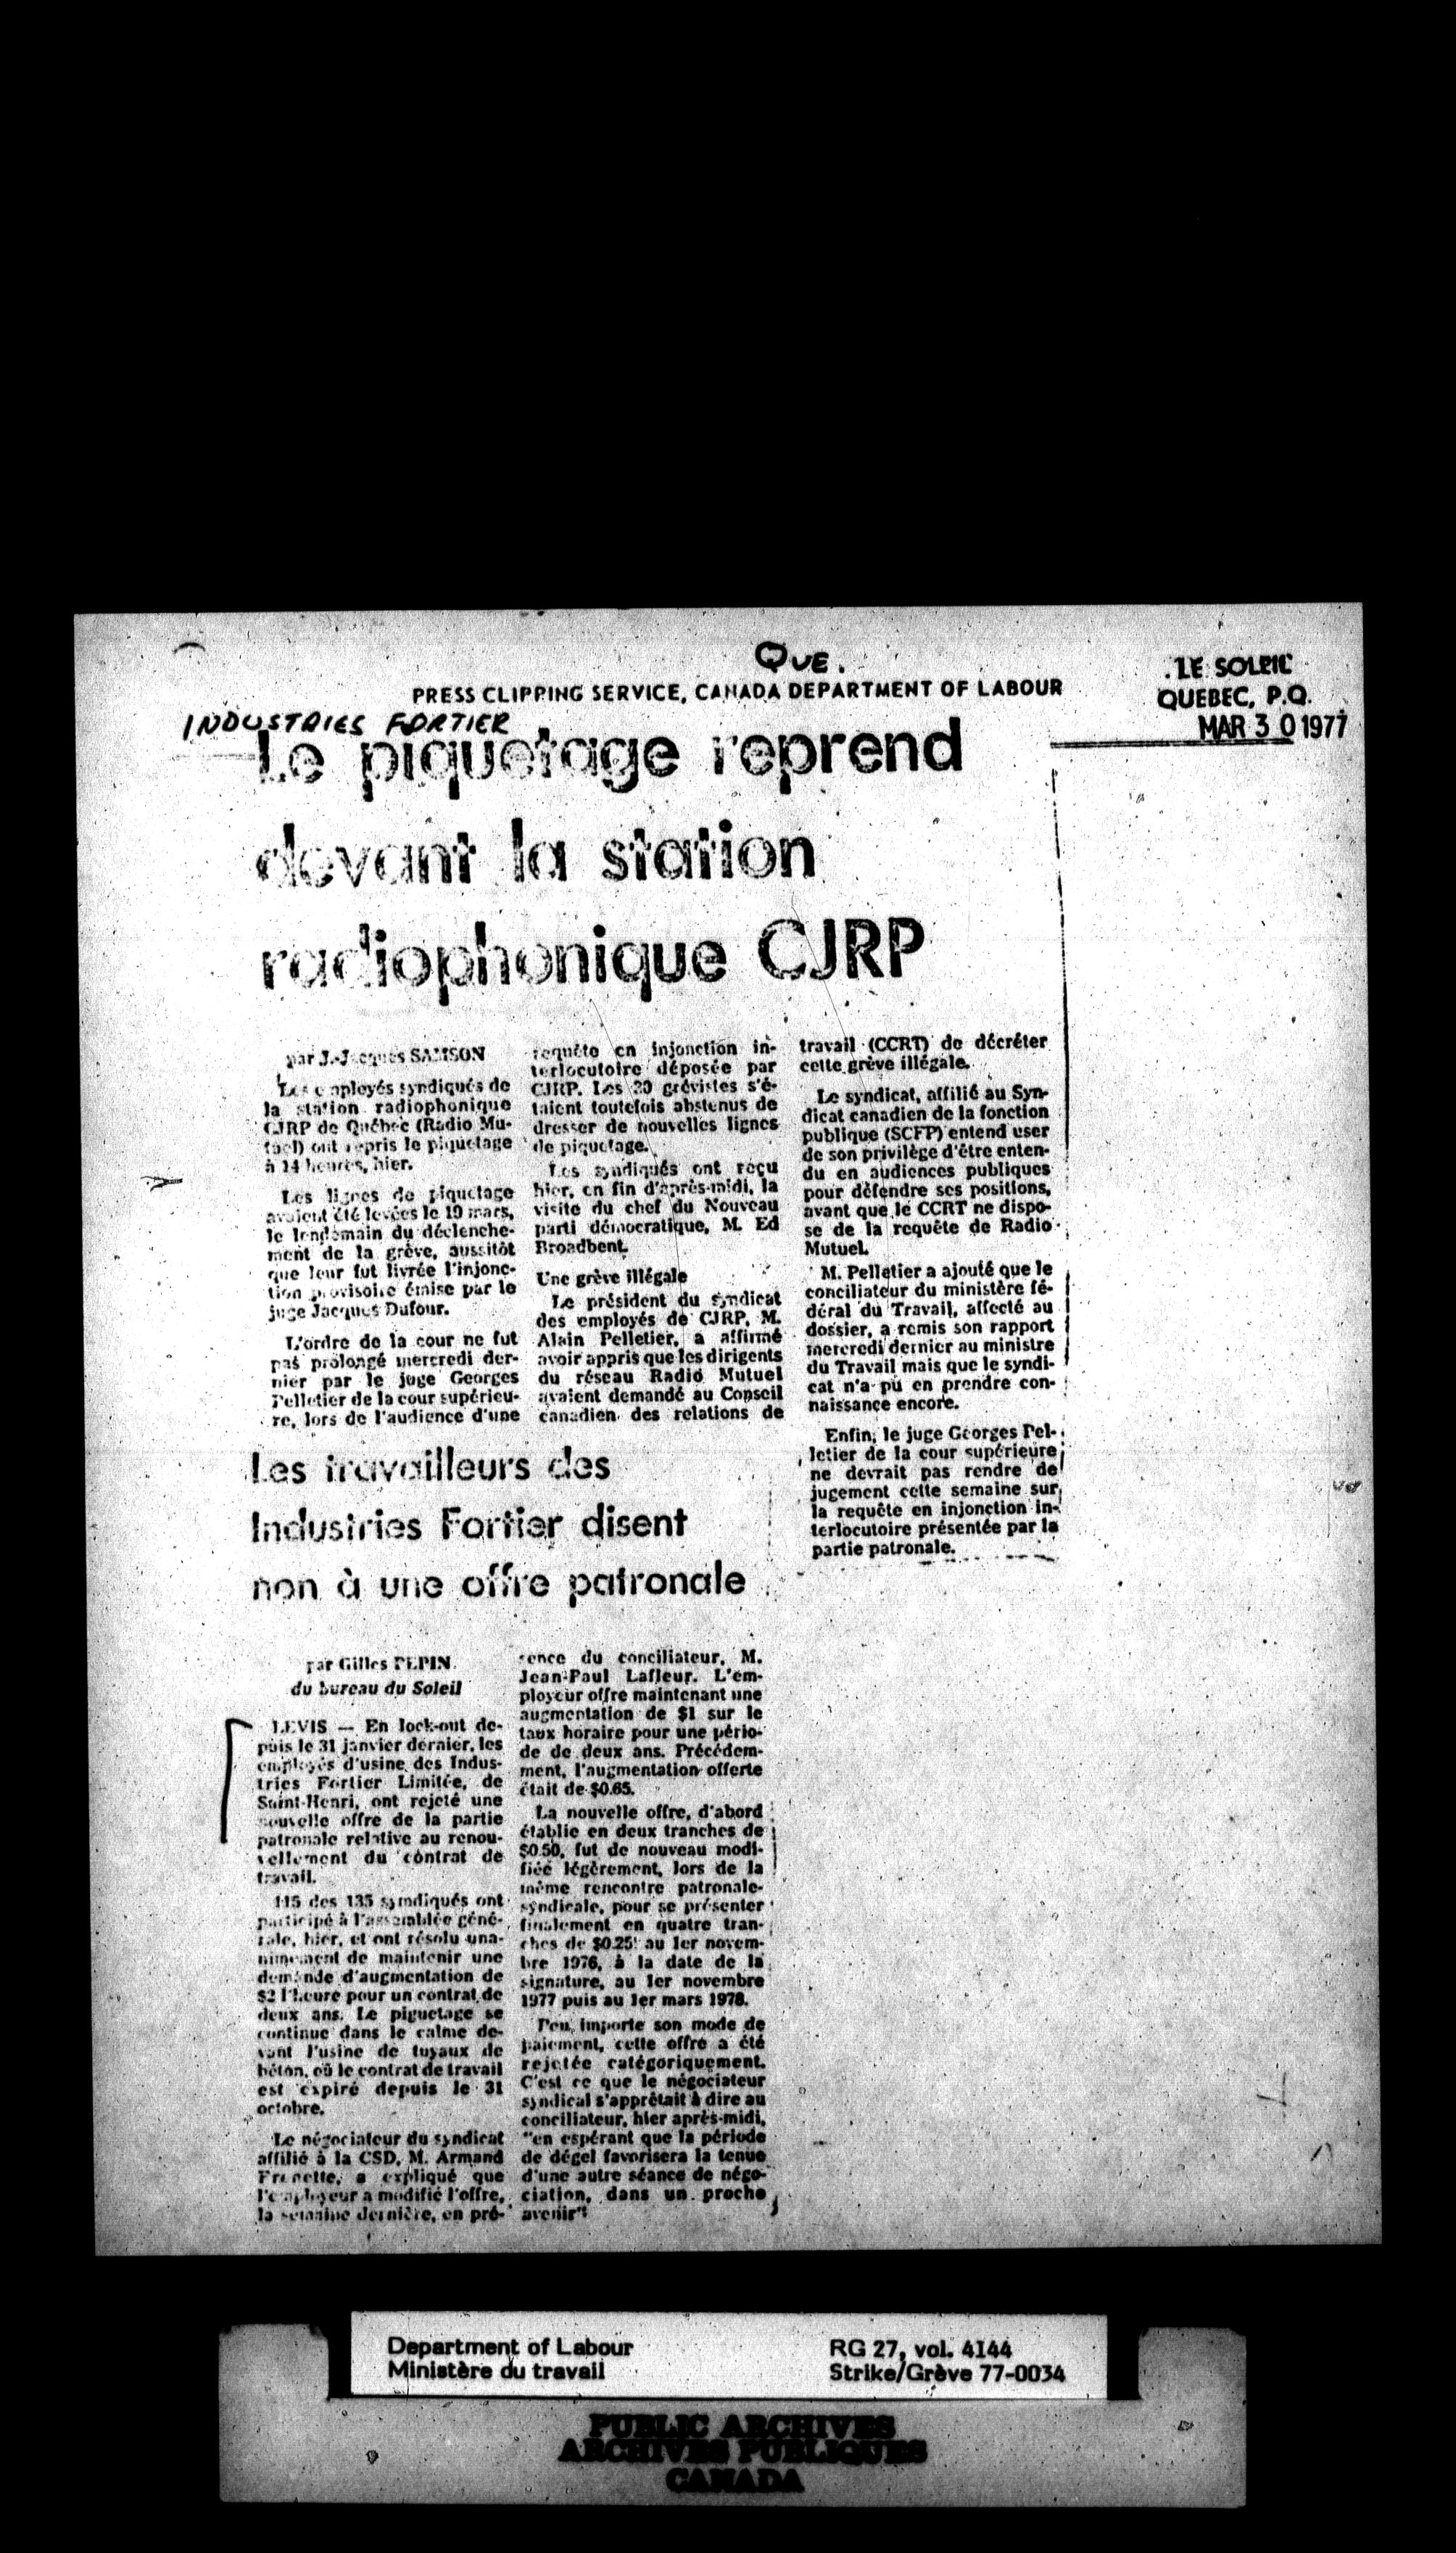 QUE.
PRESS CLIPPING SERVICE, CANADA DEPARTMENT OF LABOUR
.LE SOLEIL
QUEBEC, P.Q.
MAR 3 0 1977
INDUSTRIES FORTIER
Le piquetage reprend
devant la station
radiophonique CJRP
par J.-Jacques SAMSON
Les employés syndiqués de
la station radiophonique
CJRP de Québec (Radio Mu-
tuel) ont repris le piquetage
à 14 heures, hier.
Les lignes de piquetage
avaient été levées le 19 mars,
le lendemain du déclenche-
ment de la grève, aussitôt
que leur fut livrée l'injonc-
tion provisoire émise par le
juge Jacques Dufour.
L'ordre de la cour ne fut
pas prolongé mercredi der-
nier par le juge Georges
Pelletier de la cour supérieu-
re, lors de l'audience d'une
requête en injonction in-
terlocutoire déposée par
CJRP. Les 20 grévistes s'é-
taient toutefois abstenus de
dresser de nouvelles lignes
de piquetage.
Les syndiqués ont reçu
hier, en fin d'après-midi, la
visite du chef du Nouveau
parti démocratique, M. Ed
Broadbent.
Une grève illégale
Le président du syndicat
des employés de CJRP, M.
Alain Pelletier, a affirmé
avoir appris que les dirigents
du réseau Radio Mutuel
avaient demandé au Conseil
canadien des relations de
travail (CCRT) de décréter
cette grève illégale.
Le syndicat, affilié au Syn-
dicat canadien de la fonction
publique (SCFP) entend user
de son privilège d'être enten-
du en audiences publiques
pour défendre ses positions,
avant que le CCRT ne dispo-
se de la requête de Radio
Mutuel.
M. Pelletier a ajouté que le
conciliateur du ministère fé-
déral du Travail, affecté au
dossier, a remis son rapport
mercredi dernier au ministre
du Travail mais que le syndi-
cat n'a pu en prendre con-
naissance encore.
Enfin, le juge Georges Pel-
letier de la cour supérieure
ne devrait pas rendre de
jugement cette semaine sur
la requête en injonction in-
terlocutoire présentée par la
partie patronale.
Les travailleurs des
Industries Fortier disent
non à une offre patronale
par Gilles PEPIN
du bureau du Soleil
LEVIS — En lock-out de-
puis le 31 janvier dernier, les
employés d'usine des Indus-
tries Fortier Limitée, de
Saint-Henri, ont rejeté une
nouvelle offre de la partie
patronale relative au renou-
vellement du contrat de
travail.
115 des 135 syndiqués ont
participé à l'assemblée géné-
rale, hier, et ont résolu una-
nimement de maintenir une
demande d'augmentation de
$2 l'heure pour un contrat de
deux ans. Le piquetage se
continue dans le calme de-
vant l'usine de tuyaux de
béton, où le contrat de travail
est expiré depuis le 31
octobre.
Le négociateur du syndicat
affilié à la CSD, M. Armand
Frenette, a expliqué que
l'employeur a modifié l'offre,
la semaine dernière, en pré-
sence du conciliateur, M.
Jean-Paul Lafleur. L'em-
ployeur offre maintenant une
augmentation de $1 sur le
taux horaire pour une pério-
de de deux ans. Précédem-
ment, l'augmentation offerte
était de $0.65.
La nouvelle offre, d'abord
établie en deux tranches de
$0.50, fut de nouveau modi-
fiée légèrement, lors de la
même rencontre patronale-
syndicale, pour se présenter
finalement en quatre tran-
ches de $0.25: au 1er novem-
bre 1976, à la date de la
signature, au 1er novembre
1977 puis au 1er mars 1978.
Peu importe son mode de
paiement, cette offre a été
rejetée catégoriquement.
C'est ce que le négociateur
syndical s'apprêtait à dire au
conciliateur, hier après-midi,
"en espérant que la période
de dégel favorisera la tenue
d'une autre séance de négo-
ciation, dans un proche
avenir".
Department of Labour
Ministère du travail
RG 27, vol. 4144
Strike/Grève 77-0034
PUBLIC ARCHIVES
ARCHIVES PUBLIQUES
CANADA